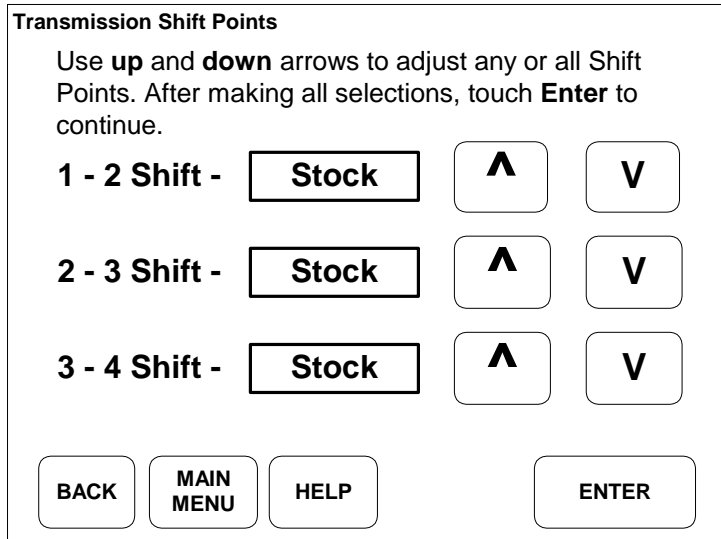 Transmission Shift Points
Use up and down arrows to adjust any or all Shift
Points. After making all selections, touch Enter to
continue.
1 - 2 Shift - Stock ^ V
2 - 3 Shift - Stock ^ V
3 - 4 Shift - Stock ^ V
BACK MAIN MENU HELP ENTER